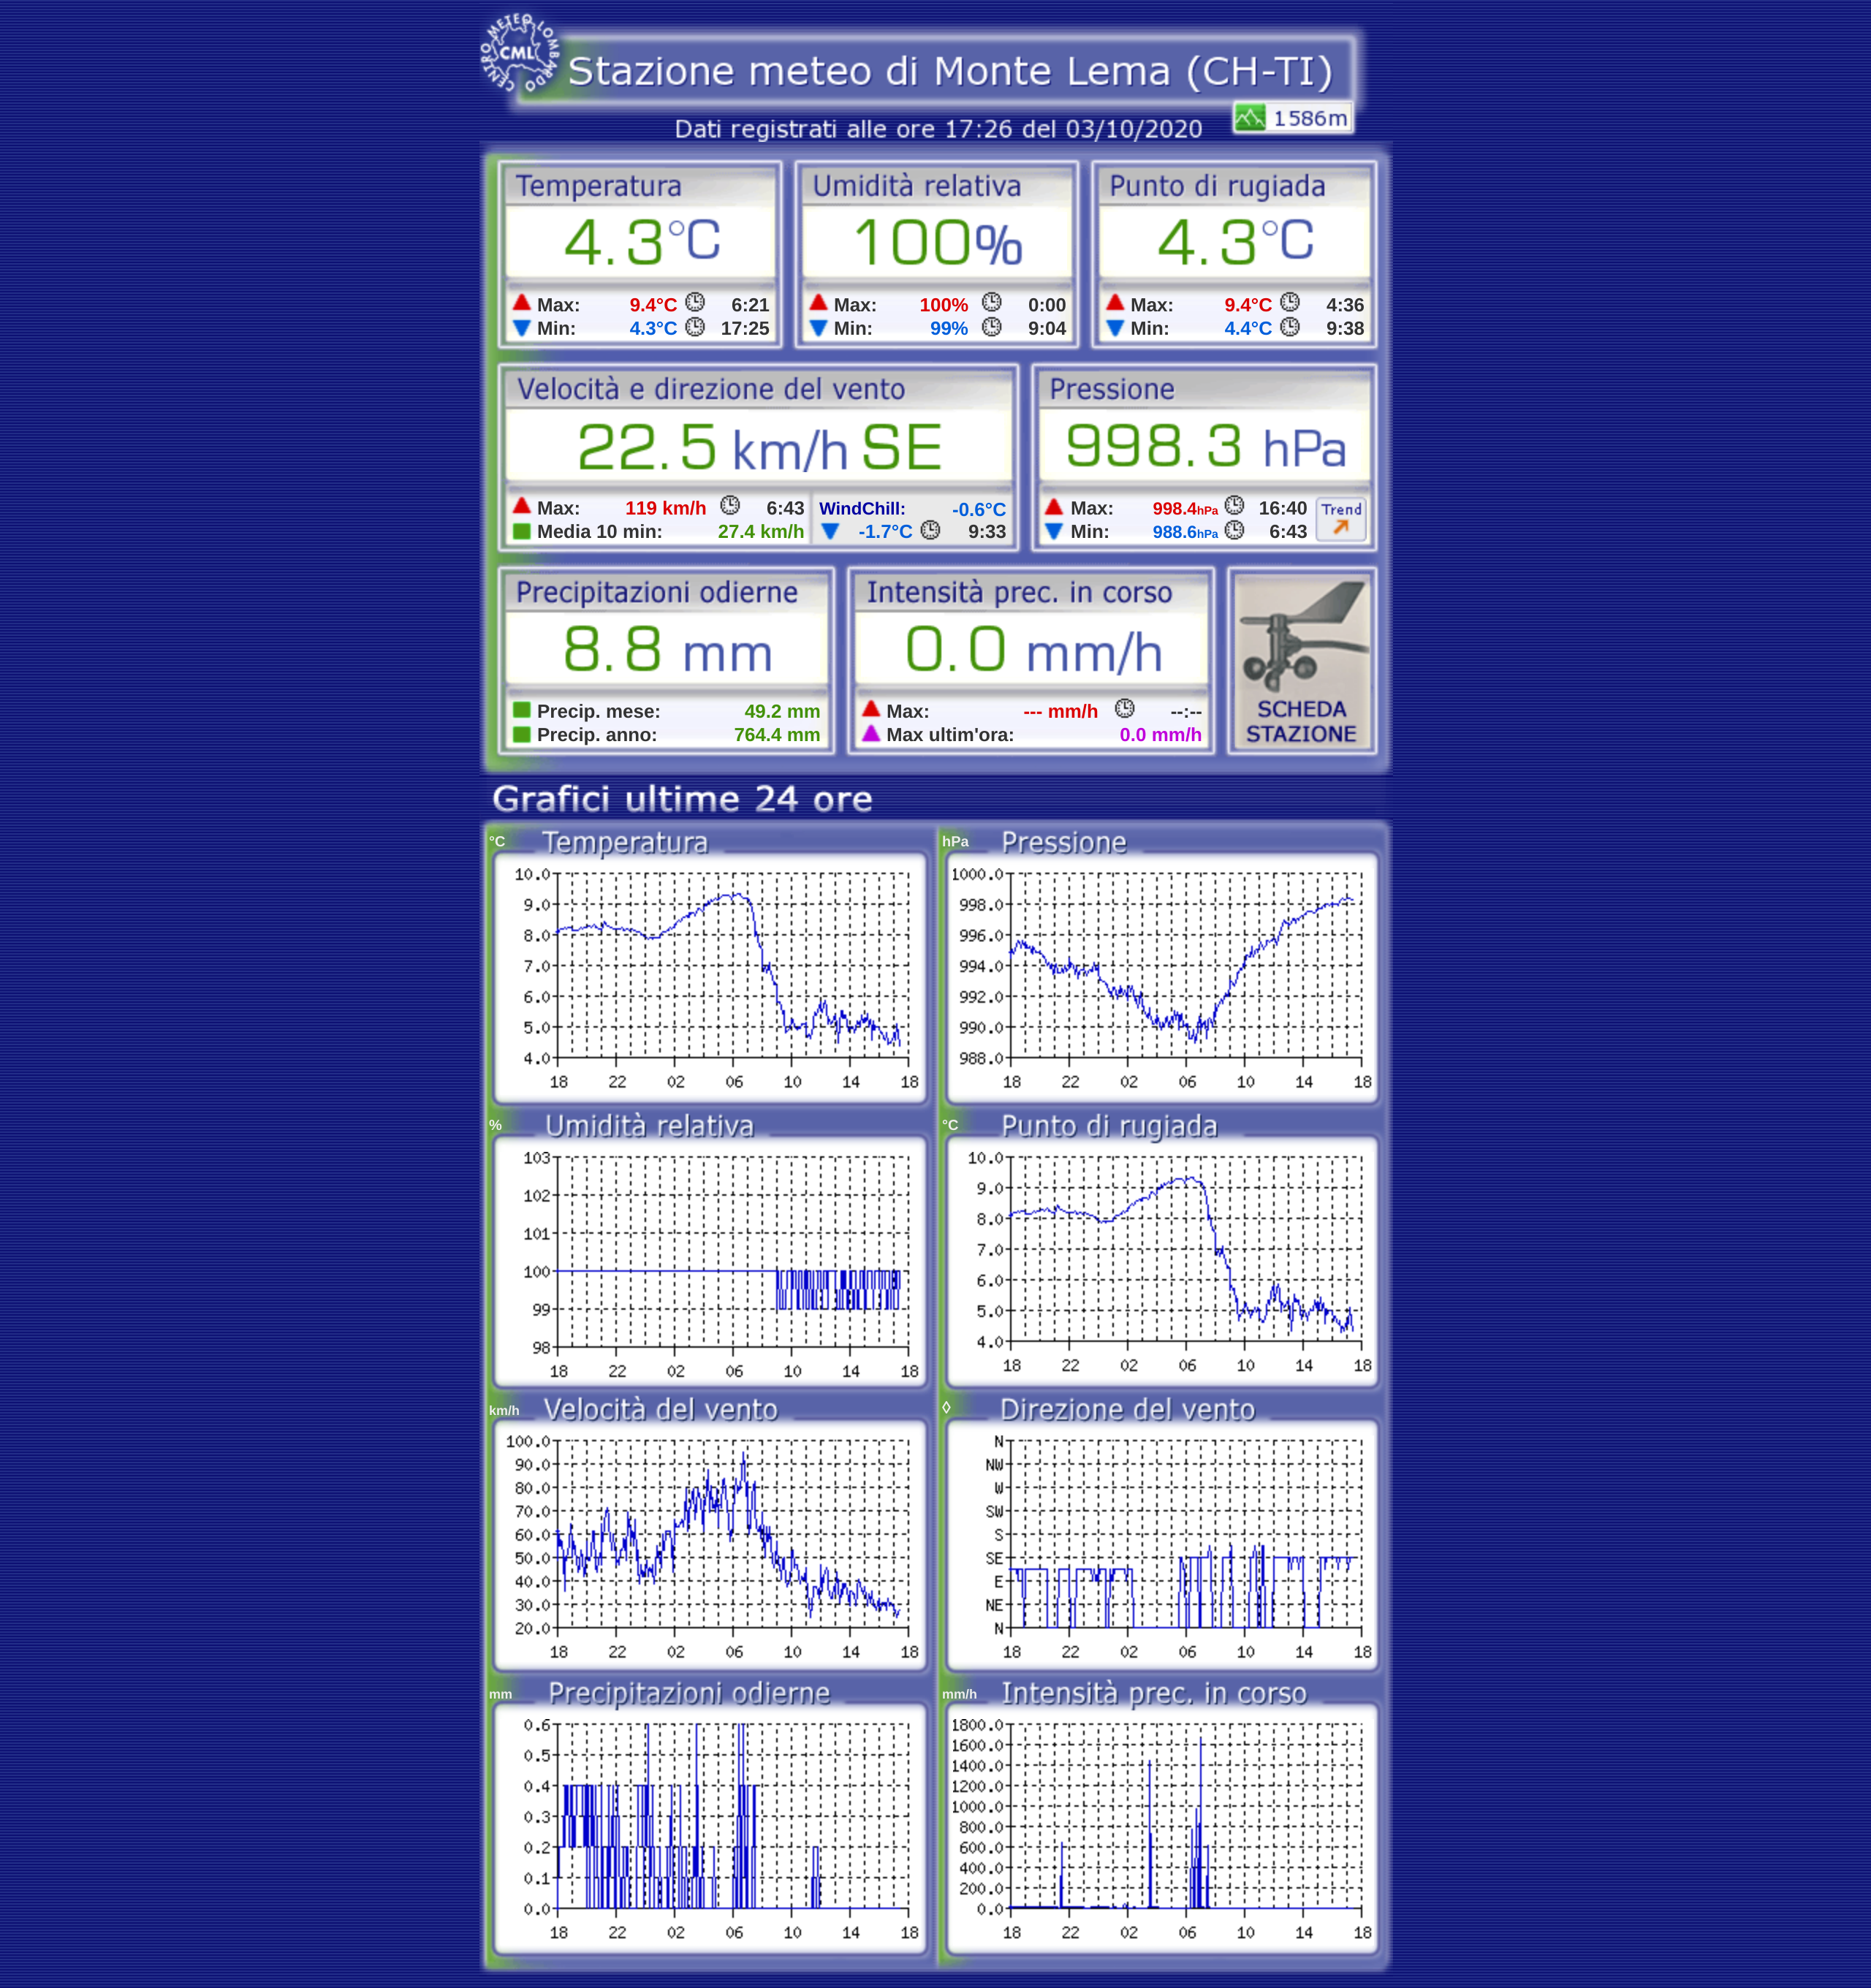 CENTRO METEO LOMBARDO
CML
Stazione meteo di Monte Lema (CH-TI)
1586m
Dati registrati alle ore 17:26 del 03/10/2020
Temperatura
4.3°C
Max: 9.4°C 6:21
Min: 4.3°C 17:25
Umidità relativa
100%
Max: 100% 0:00
Min: 99% 9:04
Punto di rugiada
4.3°C
Max: 9.4°C 4:36
Min: 4.4°C 9:38
Velocità e direzione del vento
22.5 km/h SE
Max: 119 km/h 6:43
Media 10 min: 27.4 km/h
WindChill: -0.6°C
-1.7°C 9:33
Pressione
998.3 hPa
Max: 998.4hPa 16:40
Min: 988.6hPa 6:43
Trend
Precipitazioni odierne
8.8 mm
Precip. mese: 49.2 mm
Precip. anno: 764.4 mm
Intensità prec. in corso
0.0 mm/h
Max: --- mm/h --:--
Max ultim'ora: 0.0 mm/h
SCHEDA
STAZIONE
Grafici ultime 24 ore
°C Temperatura
10.0
9.0
8.0
7.0
6.0
5.0
4.0
18 22 02 06 10 14 18
hPa Pressione
1000.0
998.0
996.0
994.0
992.0
990.0
988.0
18 22 02 06 10 14 18
% Umidità relativa
103
102
101
100
99
98
18 22 02 06 10 14 18
°C Punto di rugiada
10.0
9.0
8.0
7.0
6.0
5.0
4.0
18 22 02 06 10 14 18
km/h Velocità del vento
100.0
90.0
80.0
70.0
60.0
50.0
40.0
30.0
20.0
18 22 02 06 10 14 18
◊ Direzione del vento
N
NW
W
SW
S
SE
E
NE
N
18 22 02 06 10 14 18
mm Precipitazioni odierne
0.6
0.5
0.4
0.3
0.2
0.1
0.0
18 22 02 06 10 14 18
mm/h Intensità prec. in corso
1800.0
1600.0
1400.0
1200.0
1000.0
800.0
600.0
400.0
200.0
0.0
18 22 02 06 10 14 18